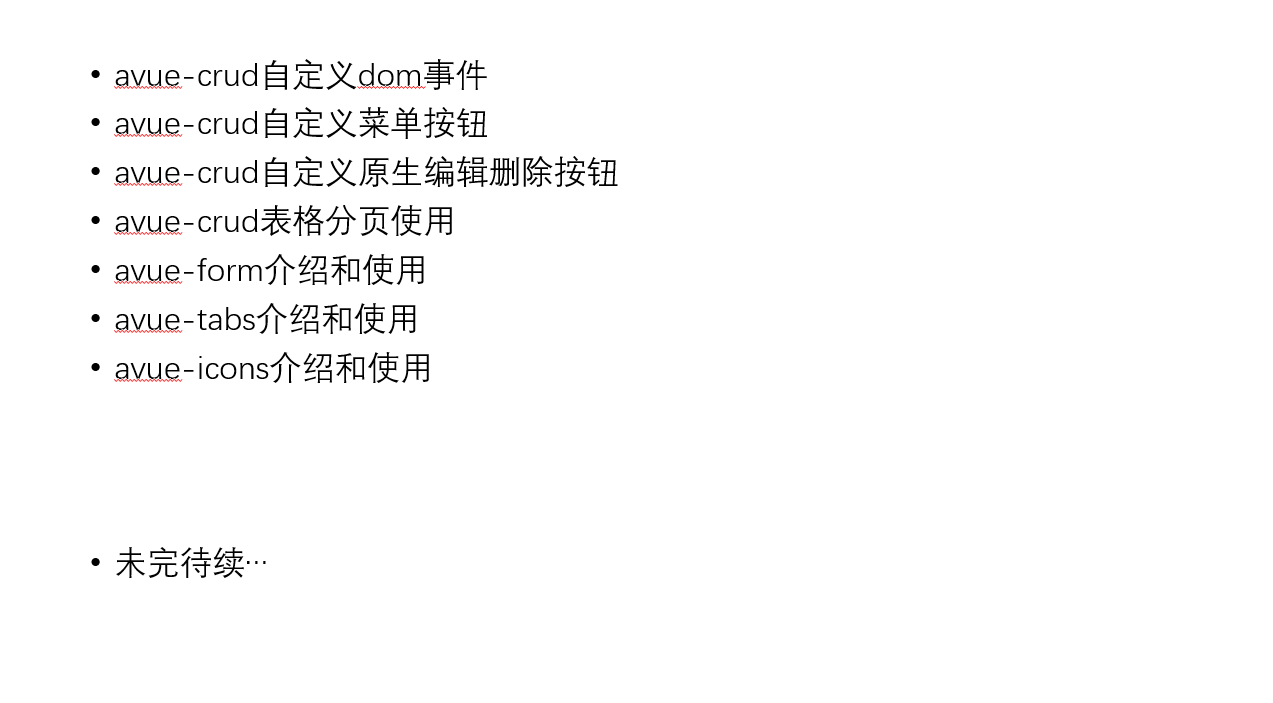 • avue-crud自定义dom事件
• avue-crud自定义菜单按钮
• avue-crud自定义原生编辑删除按钮
• avue-crud表格分页使用
• avue-form介绍和使用
• avue-tabs介绍和使用
• avue-icons介绍和使用
• 未完待续…